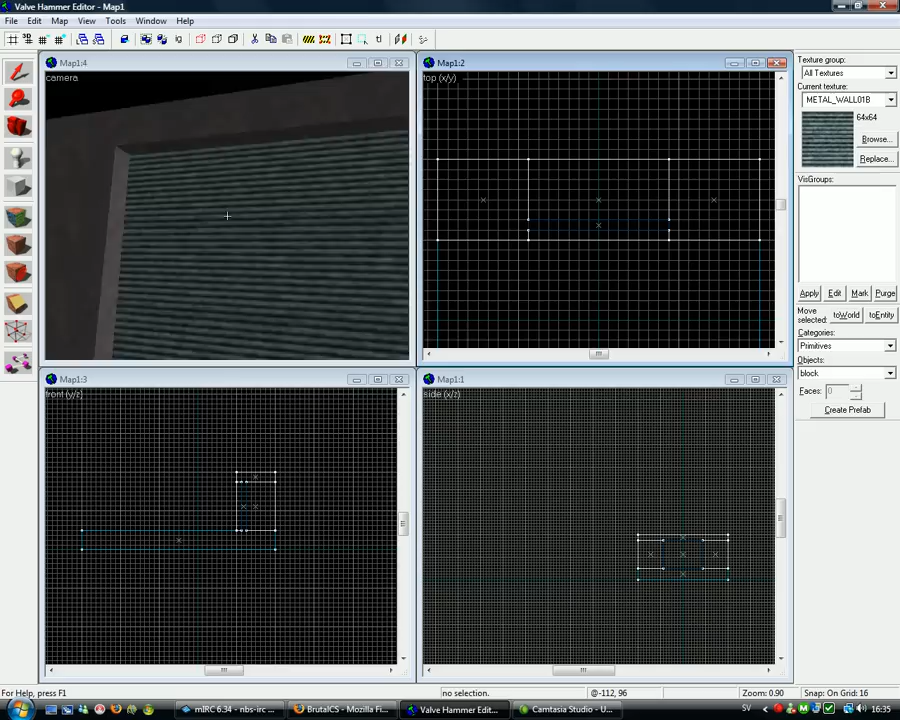 Valve Hammer Editor - Map1
File Edit Map View Tools Window Help
Map1:4
camera
Map1:2
top (x/y)
Map1:3
front (y/z)
Map1:1
side (x/z)
Texture group:
All Textures
Current texture:
METAL_WALL01B
64x64
Browse...
Replace...
VisGroups:
Apply Edit Mark Purge
Move selected:
toWorld toEntity
Categories:
Primitives
Objects:
block
Faces: 0
Create Prefab
For Help, press F1
no selection.
@-112, 96
Zoom: 0.90
Snap: On Grid: 16
mIRC 6.34 - nbs-irc ...
BrutalCS - Mozilla Fi...
Valve Hammer Edit...
Camtasia Studio - U...
SV
16:35